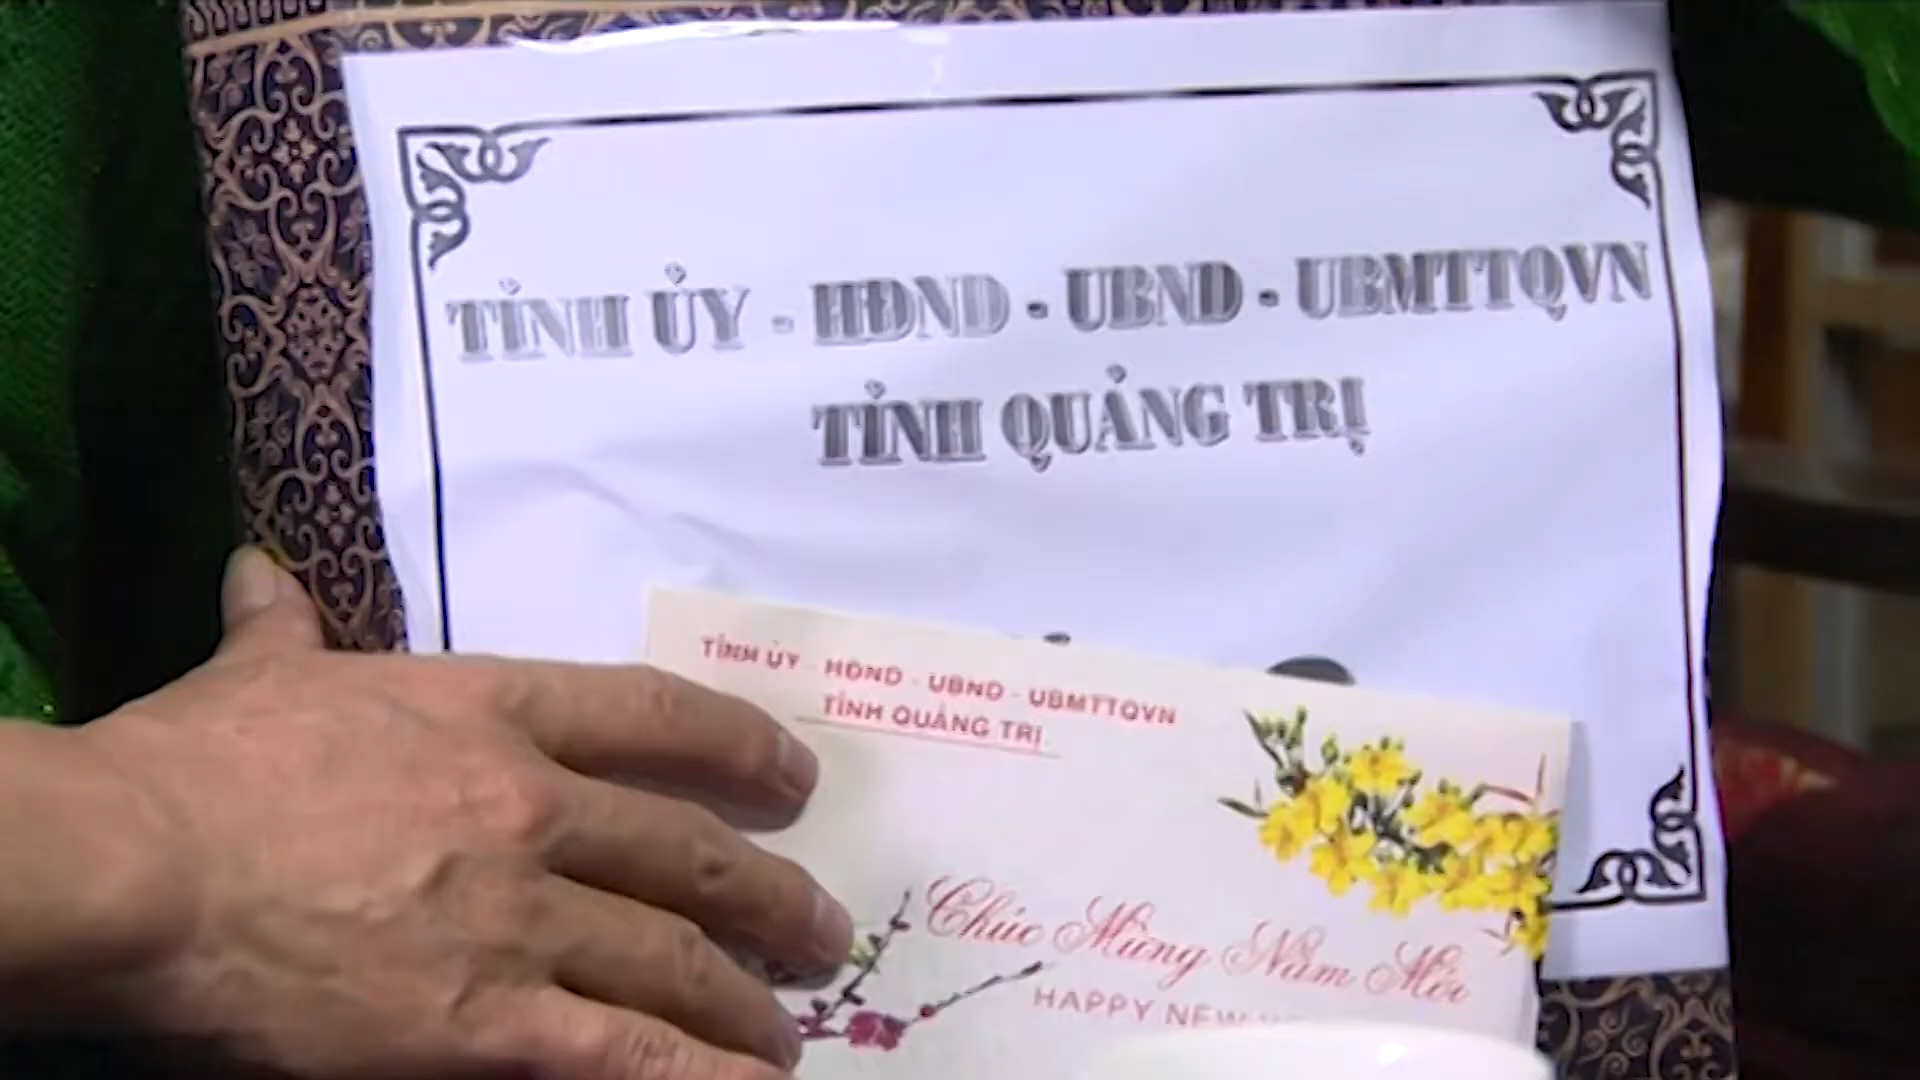 TỈNH ỦY - HĐND - UBND - UBMTTQVN
TỈNH QUẢNG TRỊ
TỈNH ỦY - HĐND - UBND - UBMTTQVN
TỈNH QUẢNG TRỊ
Chúc Mừng Năm Mới
HAPPY NEW